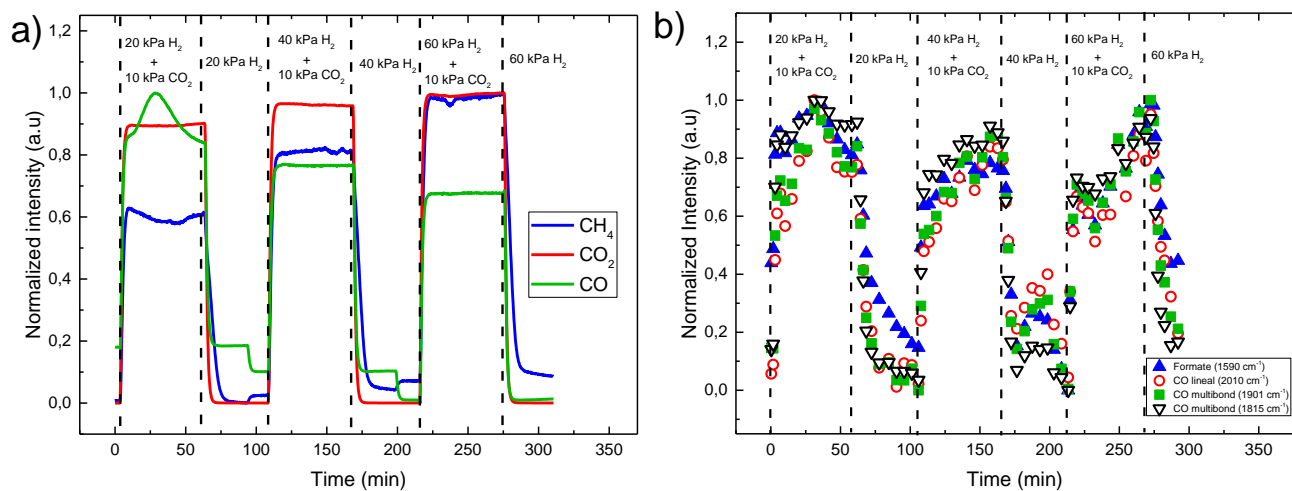 a)
20 kPa H2
+
10 kPa CO2
20 kPa H2
40 kPa H2
+
10 kPa CO2
40 kPa H2
60 kPa H2
+
10 kPa CO2
60 kPa H2
Normalized intensity (a.u)
1,2
1,0
0,8
0,6
0,4
0,2
0,0
CH4
CO2
CO
0 50 100 150 200 250 300 350
Time (min)
b)
20 kPa H2
+
10 kPa CO2
20 kPa H2
40 kPa H2
+
10 kPa CO2
40 kPa H2
60 kPa H2
+
10 kPa CO2
60 kPa H2
Normalized Intensity (a.u)
1,2
1,0
0,8
0,6
0,4
0,2
0,0
Formate (1590 cm-1)
CO lineal (2010 cm-1)
CO multibond (1901 cm-1)
CO multibond (1815 cm-1)
0 50 100 150 200 250 300 350
Time (min)